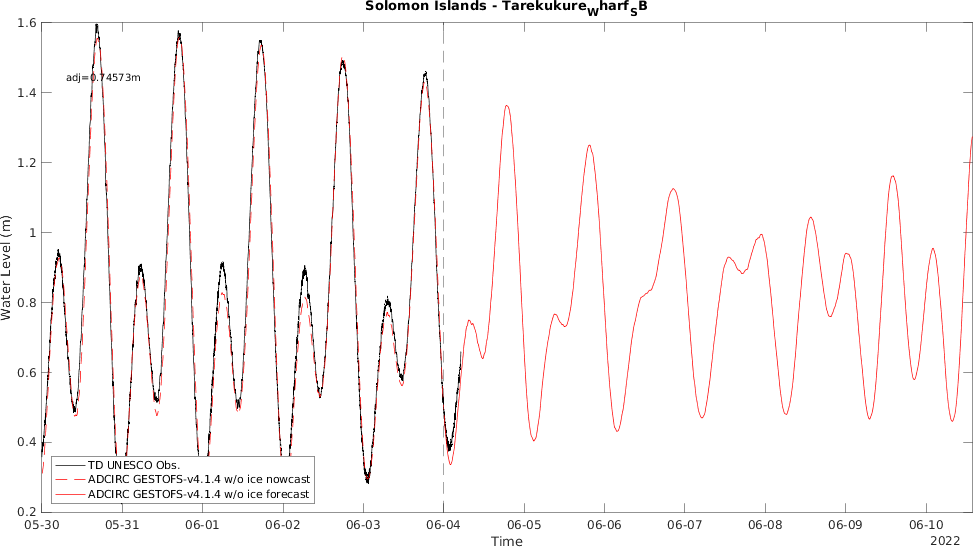 Solomon Islands - TarekukureWharfSB
adj=0.74573m
1.6
1.4
1.2
1
0.8
0.6
0.4
0.2
Water Level (m)
TD UNESCO Obs.
ADCIRC GESTOFS-v4.1.4 w/o ice nowcast
ADCIRC GESTOFS-v4.1.4 w/o ice forecast
05-30 05-31 06-01 06-02 06-03 06-04 06-05 06-06 06-07 06-08 06-09 06-10
Time
2022